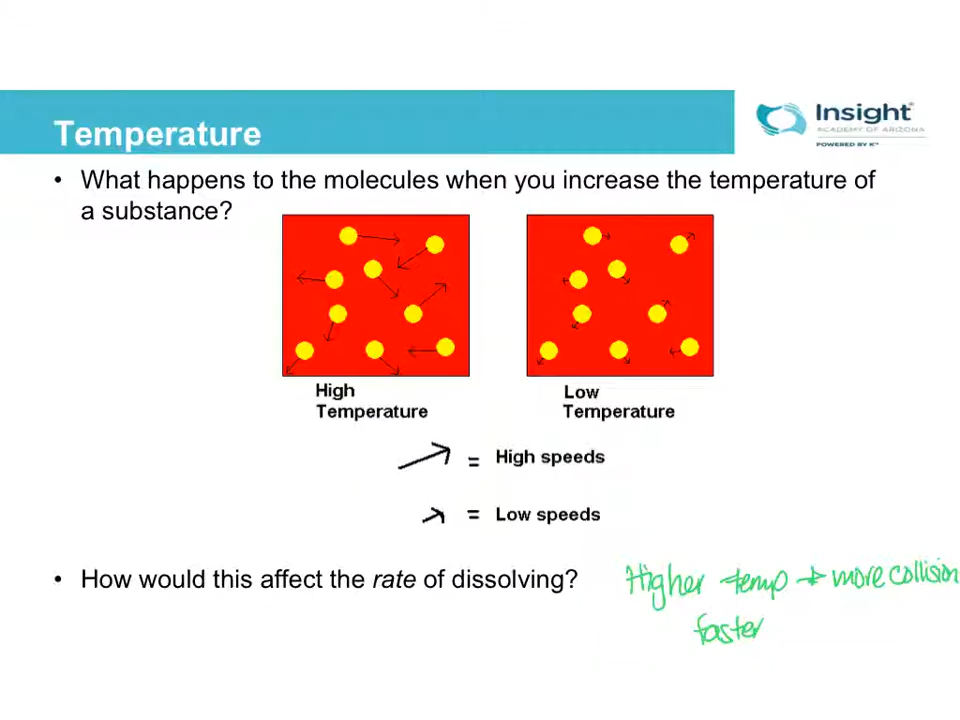 Temperature
Insight
ACADEMY OF ARIZONA
POWERED BY K¹²
• What happens to the molecules when you increase the temperature of
a substance?
High
Temperature
Low
Temperature
= High speeds
= Low speeds
• How would this affect the rate of dissolving?
Higher temp → more collision
faster